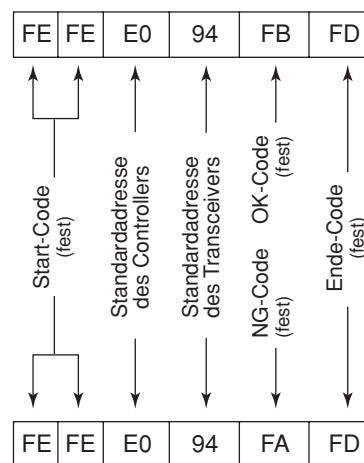 FE FE E0 94 FB FD
Start-Code
(fest)
Standardadresse
des Controllers
Standardadresse
des Transceivers
OK-Code
(fest)
NG-Code
(fest)
Ende-Code
(fest)
FE FE E0 94 FA FD